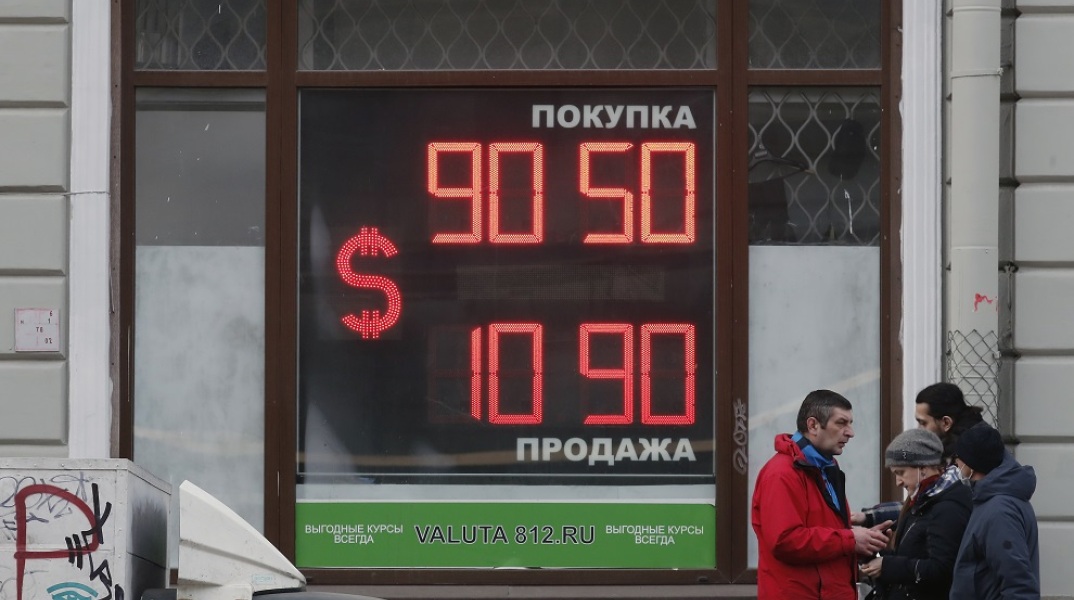 ПОКУПКА
90 50
$
10 90
ПРОДАЖА
ВЫГОДНЫЕ КУРСЫ
ВСЕГДА
VALUTA 812.RU
ВЫГОДНЫЕ КУРСЫ
ВСЕГДА